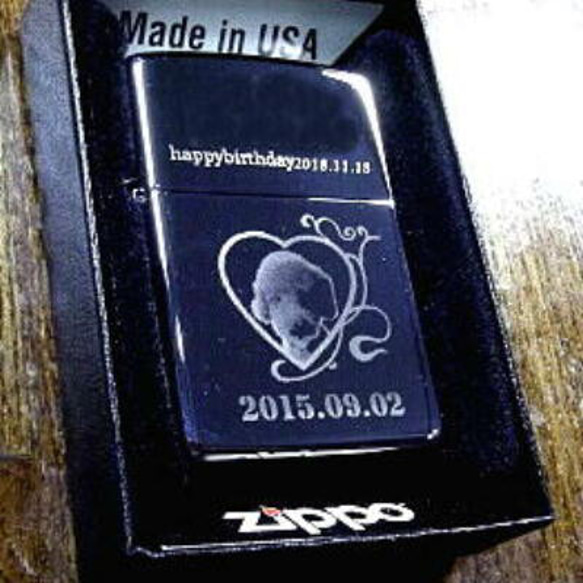 Made in USA
happybirthday2018.11.18
2015.09.02
zippo